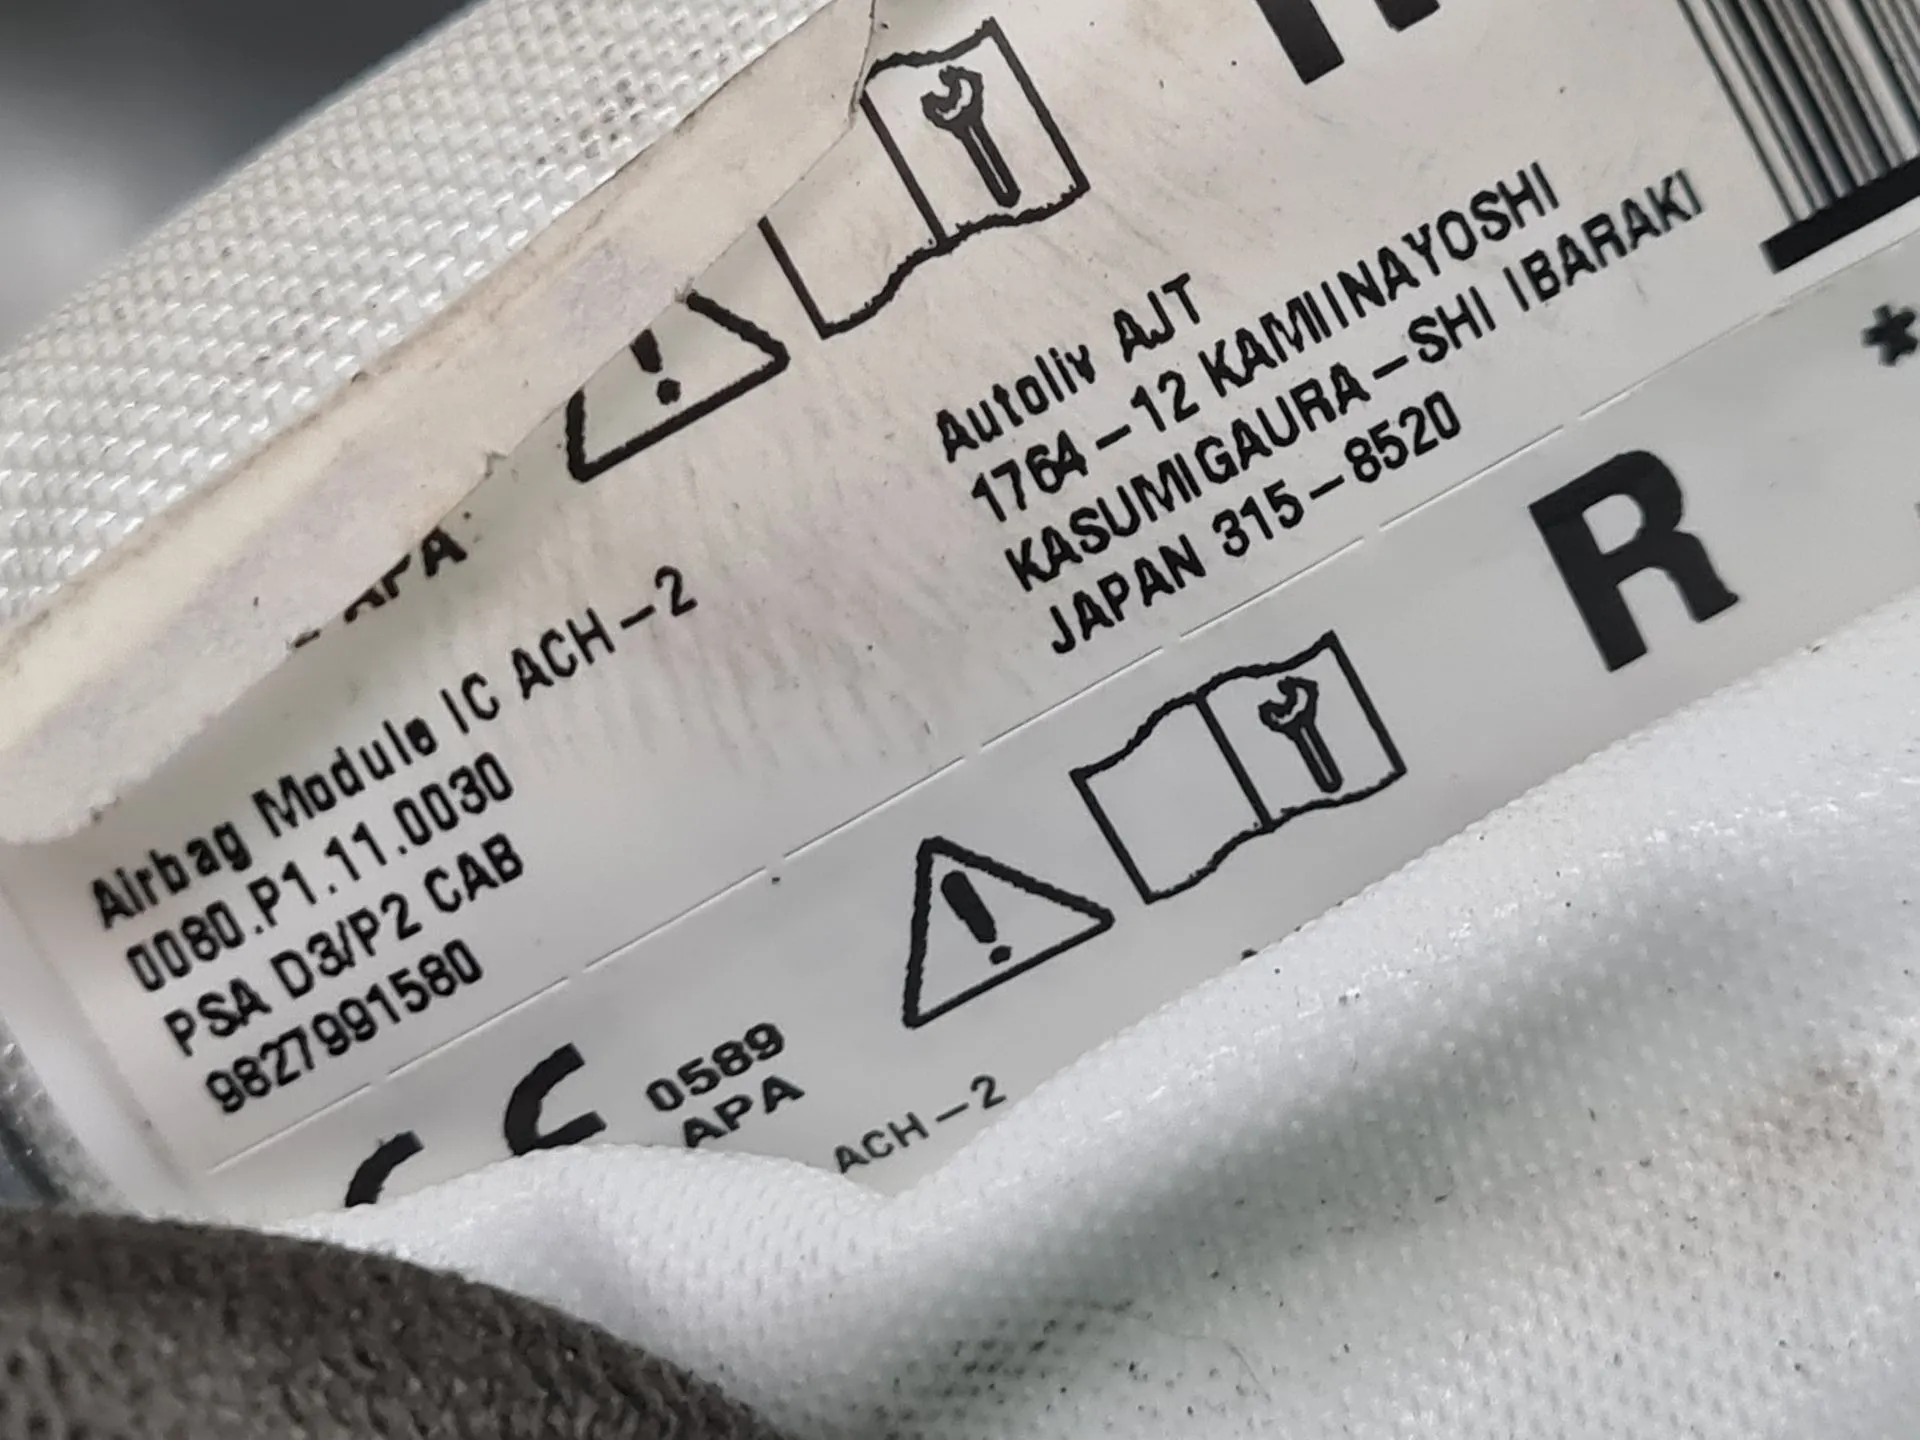 Autoliv AJT
1764-12 KAMIINAYOSHI
KASUMIGAURA-SHI IBARAKI
JAPAN 315-8520
APA
Airbag Module IC ACH-2
0080.P1.11.0030
PSA D3/P2 CAB
9827991580
R
*
CE
0589
APA
ACH-2